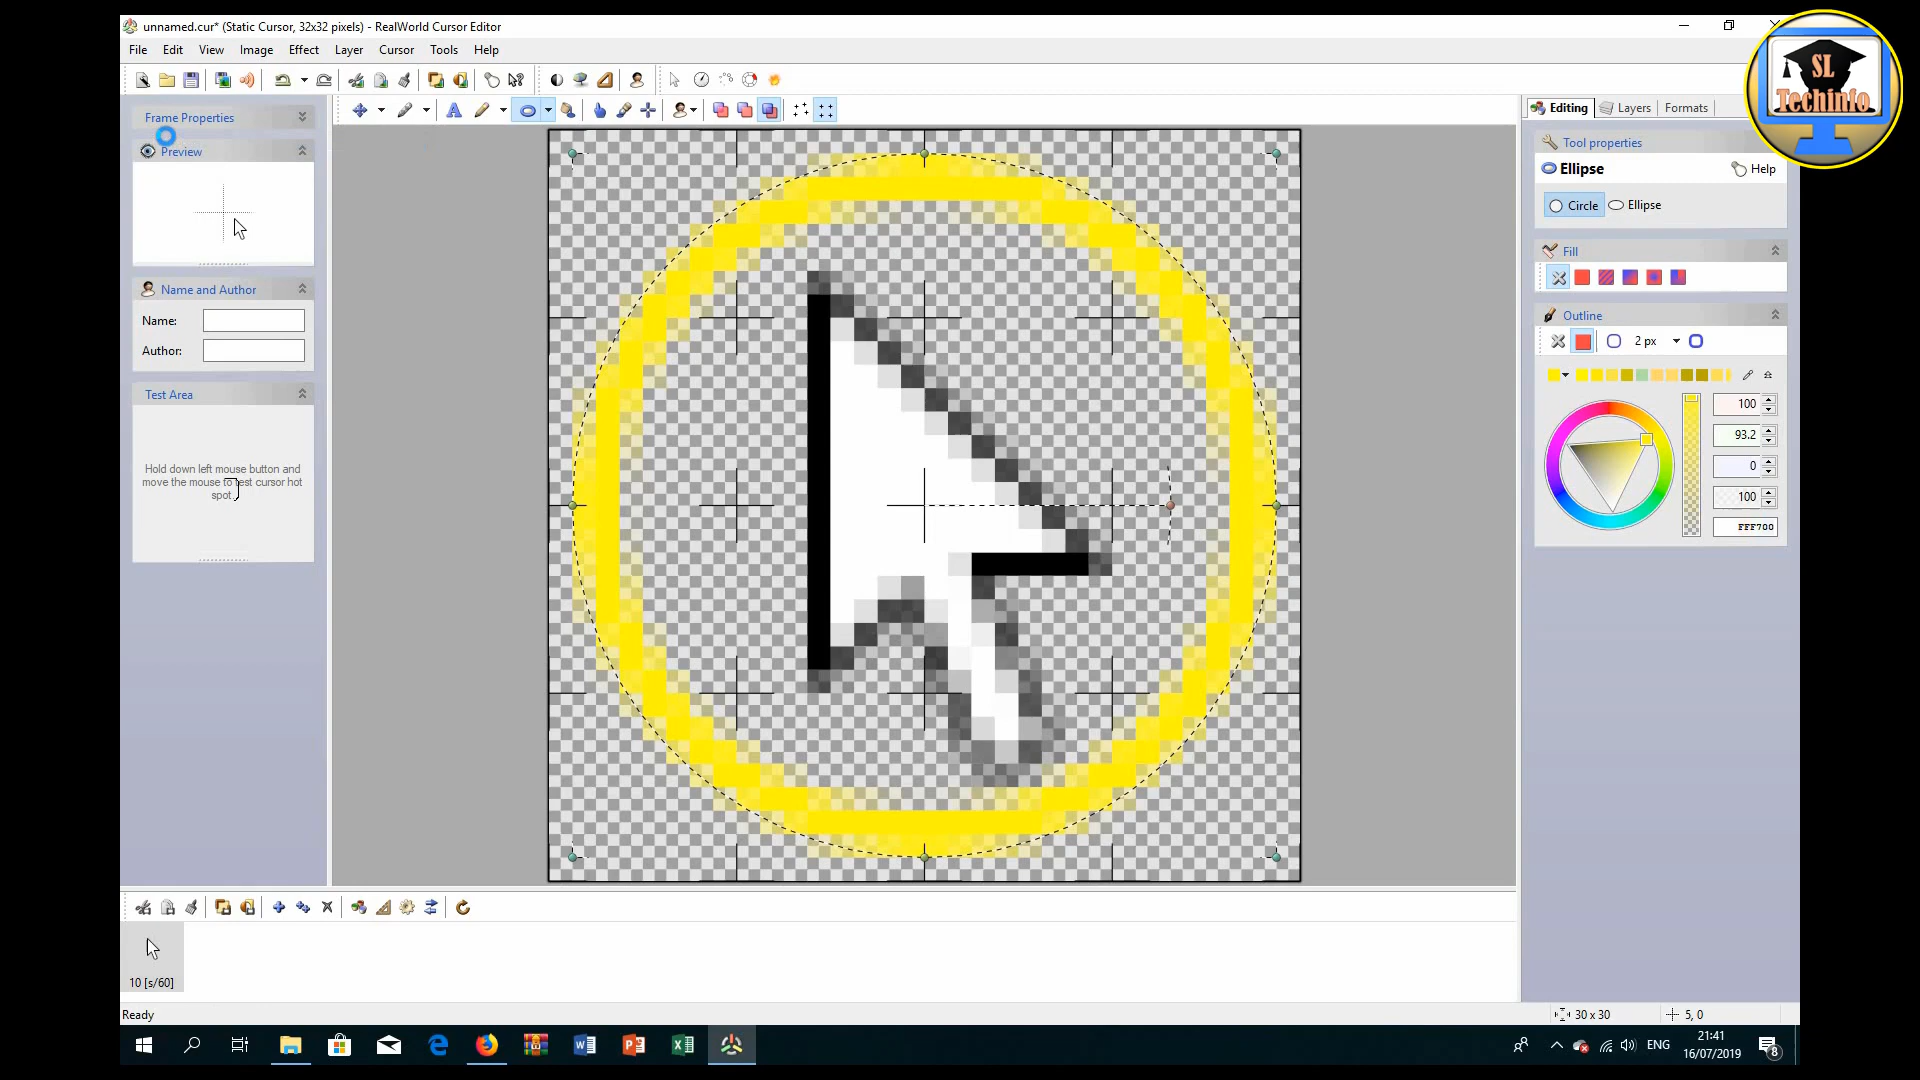 unnamed.cur* (Static Cursor, 32x32 pixels) - RealWorld Cursor Editor
File Edit View Image Effect Layer Cursor Tools Help
SL
Techinfo
Frame Properties
Preview
Name and Author
Name:
Author:
Test Area
Hold down left mouse button and
move the mouse to test cursor hot
spot
Editing Layers Formats
Tool properties
Ellipse Help
Circle Ellipse
Fill
Outline
2 px
100
93.2
0
100
FFF700
10 [s/60]
Ready
30 x 30
5, 0
ENG
21:41
16/07/2019
8